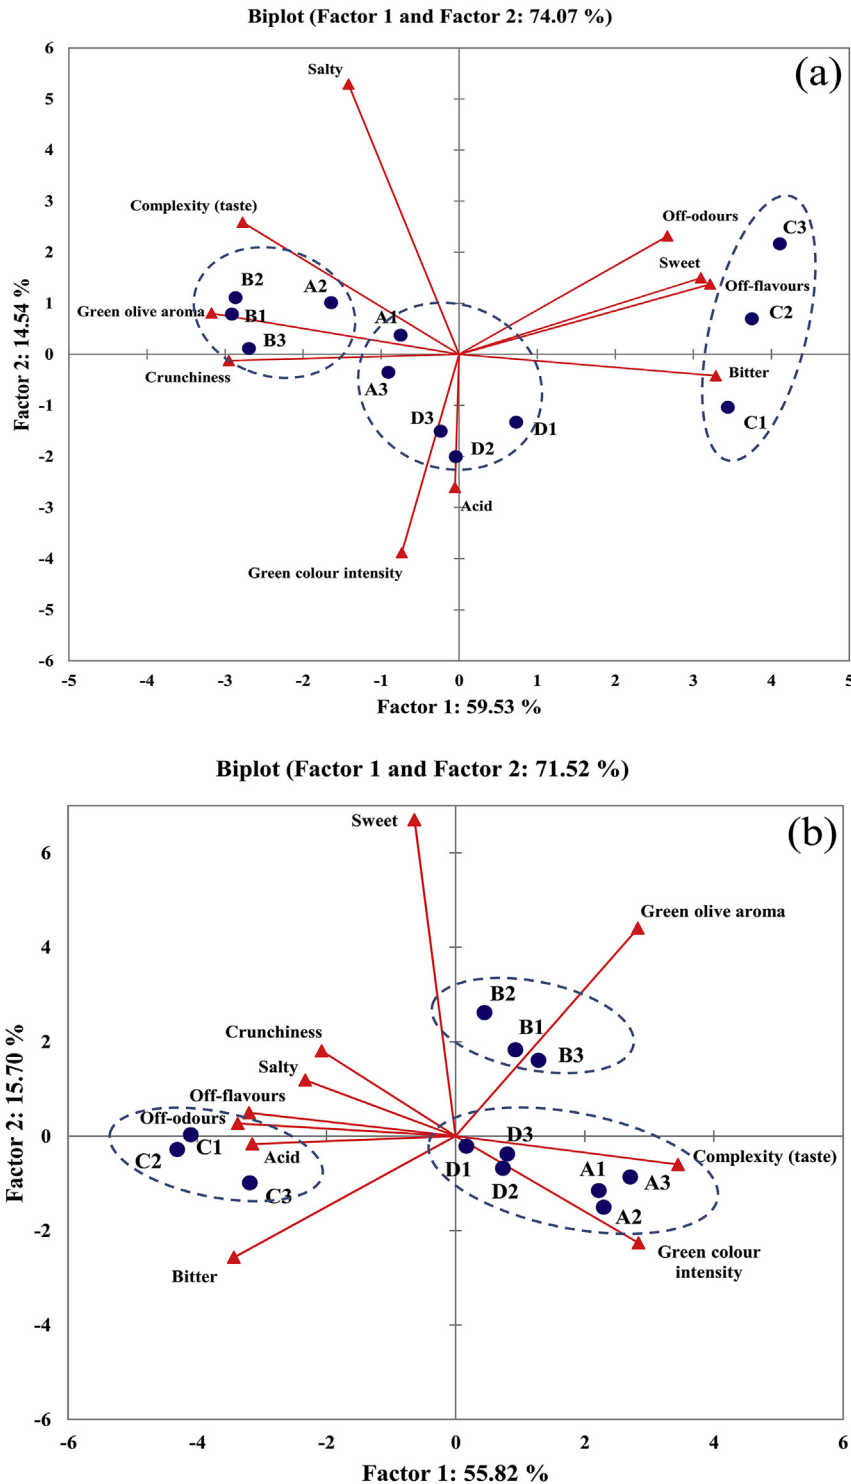 Biplot (Factor 1 and Factor 2: 74.07 %)
(a)
6
5
4
3
2
1
0
-1
-2
-3
-4
-5
-6
Factor 2: 14.54 %
Salty
Complexity (taste)
Off-odours
C3
Sweet
Off-flavours
B2
A2
Green olive aroma
B1
A1
C2
B3
Crunchiness
Bitter
A3
C1
D3
D1
D2
Acid
Green colour intensity
-5 -4 -3 -2 -1 0 1 2 3 4 5
Factor 1: 59.53 %
Biplot (Factor 1 and Factor 2: 71.52 %)
(b)
6
4
2
0
-2
-4
-6
Factor 2: 15.70 %
Sweet
Green olive aroma
B2
B1
Crunchiness
B3
Salty
Off-flavours
Off-odours
D3
C1
Acid
Complexity (taste)
C2
D1
A1
A3
C3
D2
A2
Green colour
intensity
Bitter
-6 -4 -2 0 2 4 6
Factor 1: 55.82 %